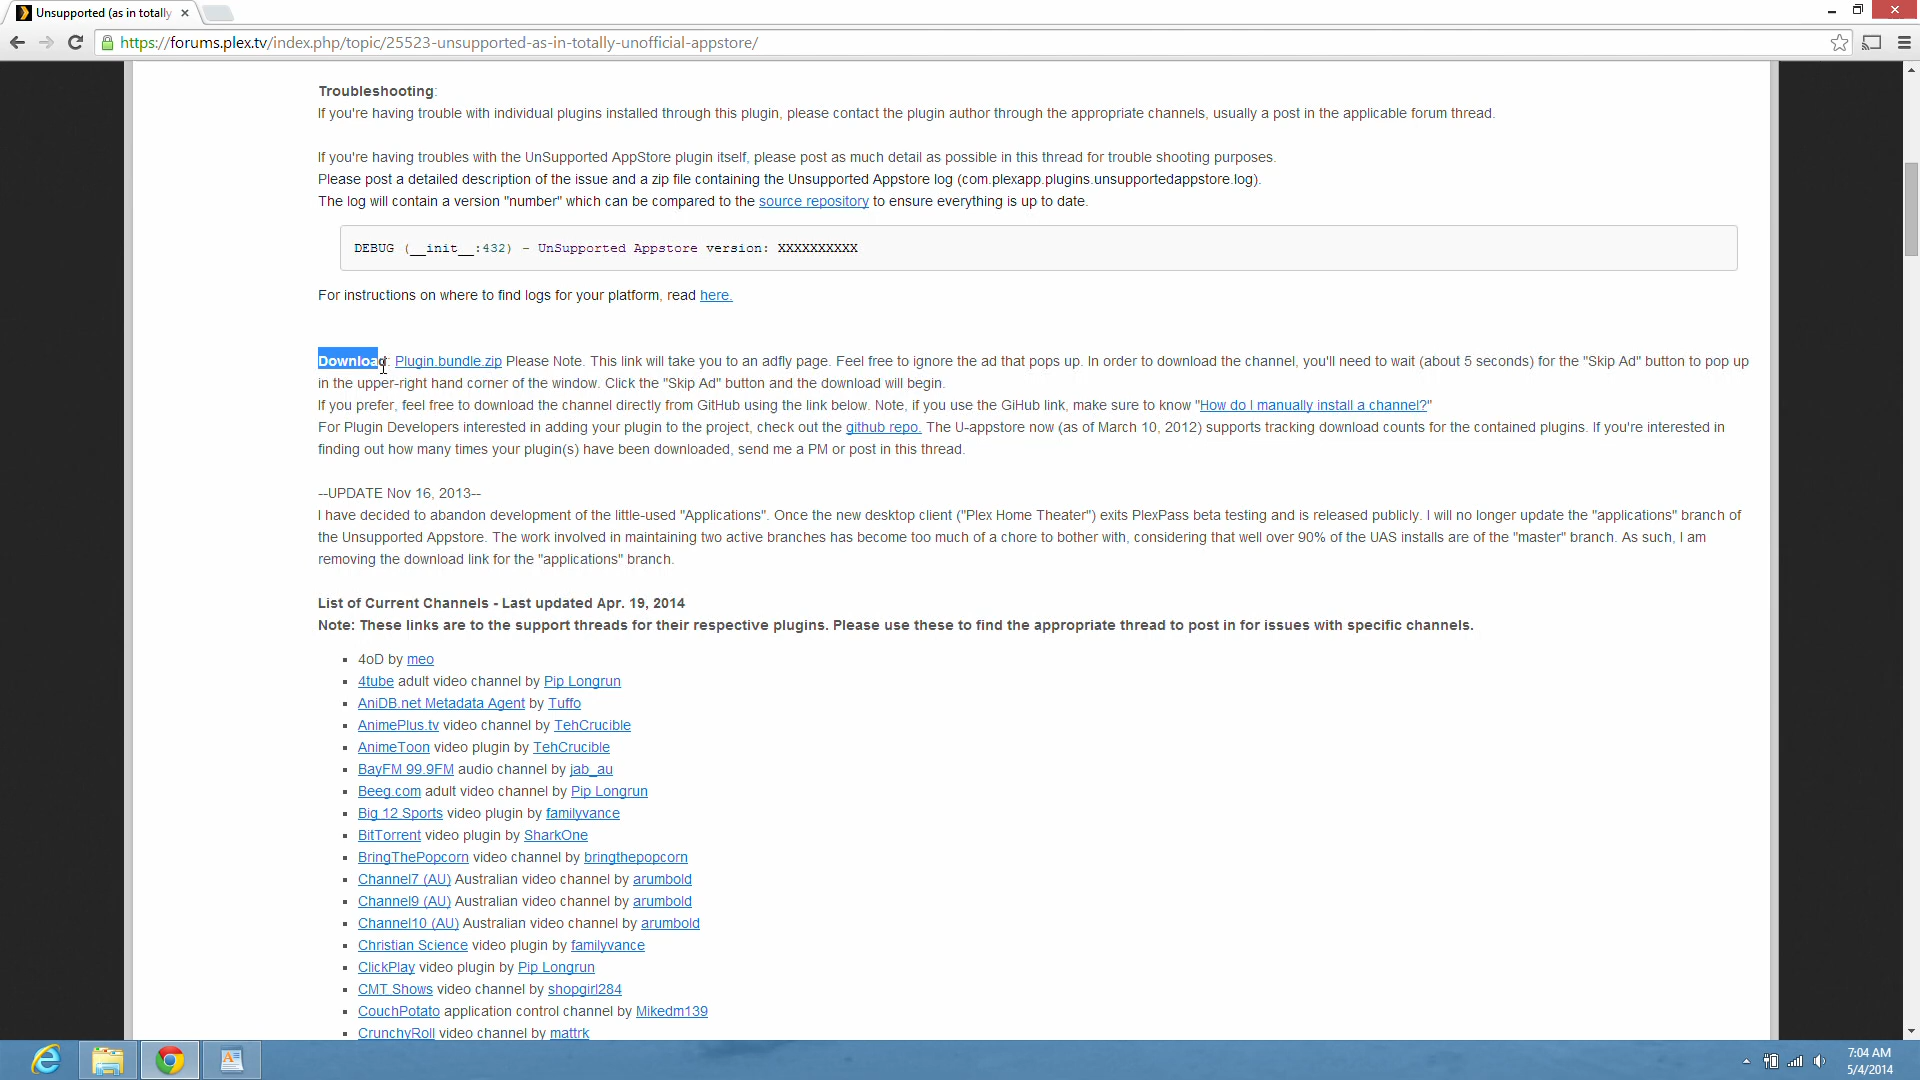 Unsupported (as in totally
https://forums.plex.tv/index.php/topic/25523-unsupported-as-in-totally-unofficial-appstore/
Troubleshooting:
If you're having trouble with individual plugins installed through this plugin, please contact the plugin author through the appropriate channels, usually a post in the applicable forum thread.
If you're having troubles with the UnSupported AppStore plugin itself, please post as much detail as possible in this thread for trouble shooting purposes.
Please post a detailed description of the issue and a zip file containing the Unsupported Appstore log (com.plexapp.plugins.unsupportedappstore.log).
The log will contain a version "number" which can be compared to the source repository to ensure everything is up to date.
DEBUG (__init__:432) - UnSupported Appstore version: XXXXXXXXXX
For instructions on where to find logs for your platform, read here.
Download: Plugin.bundle.zip Please Note. This link will take you to an adfly page. Feel free to ignore the ad that pops up. In order to download the channel, you'll need to wait (about 5 seconds) for the "Skip Ad" button to pop up
in the upper-right hand corner of the window. Click the "Skip Ad" button and the download will begin.
If you prefer, feel free to download the channel directly from GitHub using the link below. Note, if you use the GiHub link, make sure to know "How do I manually install a channel?"
For Plugin Developers interested in adding your plugin to the project, check out the github repo. The U-appstore now (as of March 10, 2012) supports tracking download counts for the contained plugins. If you're interested in
finding out how many times your plugin(s) have been downloaded, send me a PM or post in this thread.
--UPDATE Nov 16, 2013--
I have decided to abandon development of the little-used "Applications". Once the new desktop client ("Plex Home Theater") exits PlexPass beta testing and is released publicly. I will no longer update the "applications" branch of
the Unsupported Appstore. The work involved in maintaining two active branches has become too much of a chore to bother with, considering that well over 90% of the UAS installs are of the "master" branch. As such, I am
removing the download link for the "applications" branch.
List of Current Channels - Last updated Apr. 19, 2014
Note: These links are to the support threads for their respective plugins. Please use these to find the appropriate thread to post in for issues with specific channels.
4oD by meo
4tube adult video channel by Pip Longrun
AniDB.net Metadata Agent by Tuffo
AnimePlus.tv video channel by TehCrucible
AnimeToon video plugin by TehCrucible
BayFM 99.9FM audio channel by jab_au
Beeg.com adult video channel by Pip Longrun
Big 12 Sports video plugin by familyvance
BitTorrent video plugin by SharkOne
BringThePopcorn video channel by bringthepopcorn
Channel7 (AU) Australian video channel by arumbold
Channel9 (AU) Australian video channel by arumbold
Channel10 (AU) Australian video channel by arumbold
Christian Science video plugin by familyvance
ClickPlay video plugin by Pip Longrun
CMT Shows video channel by shopgirl284
CouchPotato application control channel by Mikedm139
CrunchyRoll video channel by mattrk
7:04 AM
5/4/2014